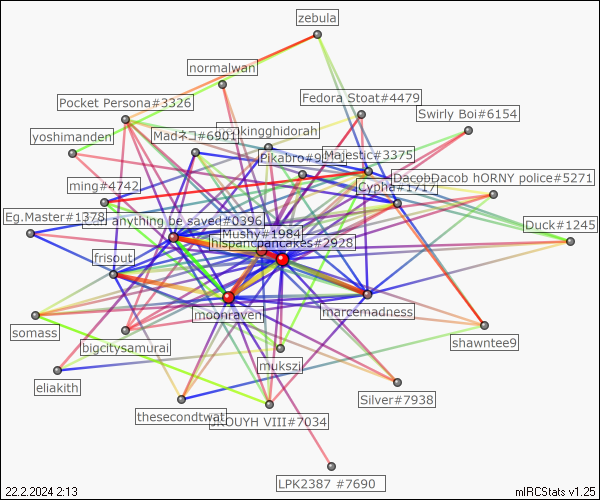 zebula
normalwan
Fedora Stoat#4479
Pocket Persona#3326
Swirly Boi#6154
yoshimanden
Madネコ#6901
kingghidorah
Majestic#3375
Pikabro#9
DacobDacob hORNY police#5271
ming#4742
Cypha#1717
Eg.Master#1378
an anything be saved#0396
Duck#1245
Mushy#1984
hispanicpancakes#2928
frisout
moonraven
marcemadness
somass
shawntee9
bigcitysamurai
mukszi
eliakith
Silver#7938
thesecondtwat
JROUYH VIII#7034
LPK2387 #7690
22.2.2024 2:13
mIRCStats v1.25